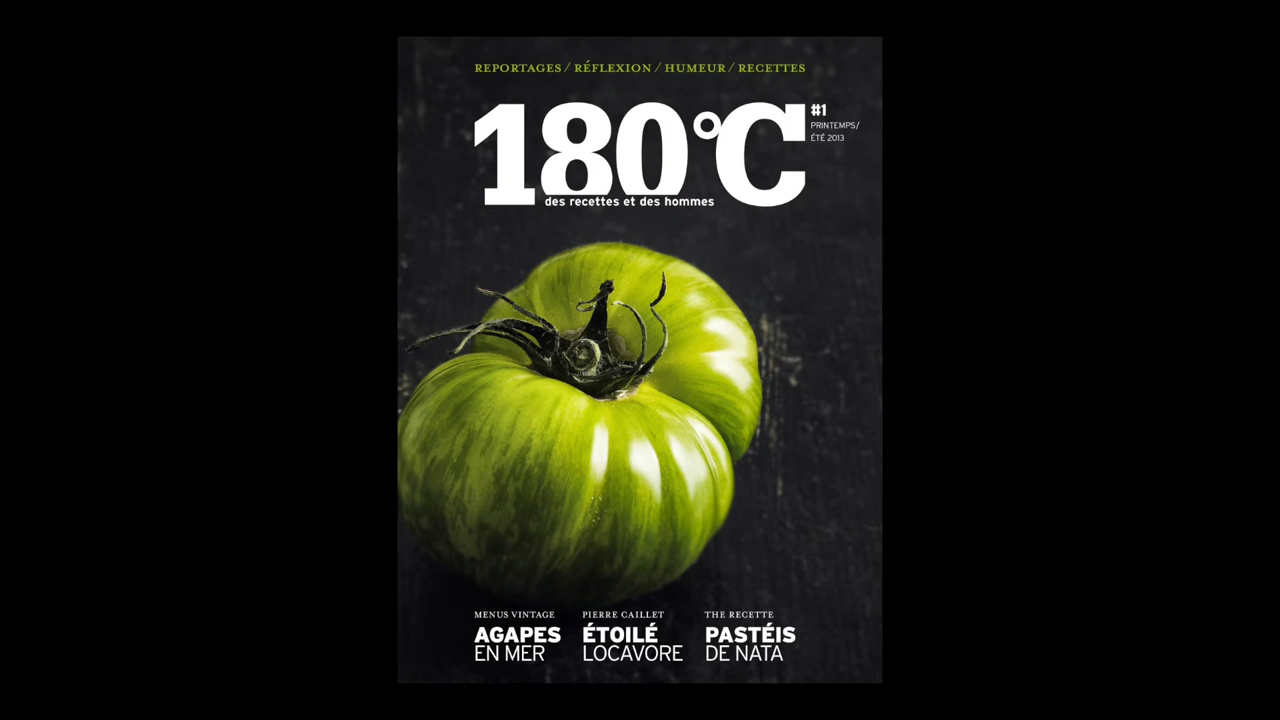 REPORTAGES / RÉFLEXION / HUMEUR / RECETTES
180°C
#1
PRINTEMPS/
ÉTÉ 2013
des recettes et des hommes
MENUS VINTAGE
AGAPES
EN MER
PIERRE CAILLET
ÉTOILÉ
LOCAVORE
THE RECETTE
PASTÉIS
DE NATA